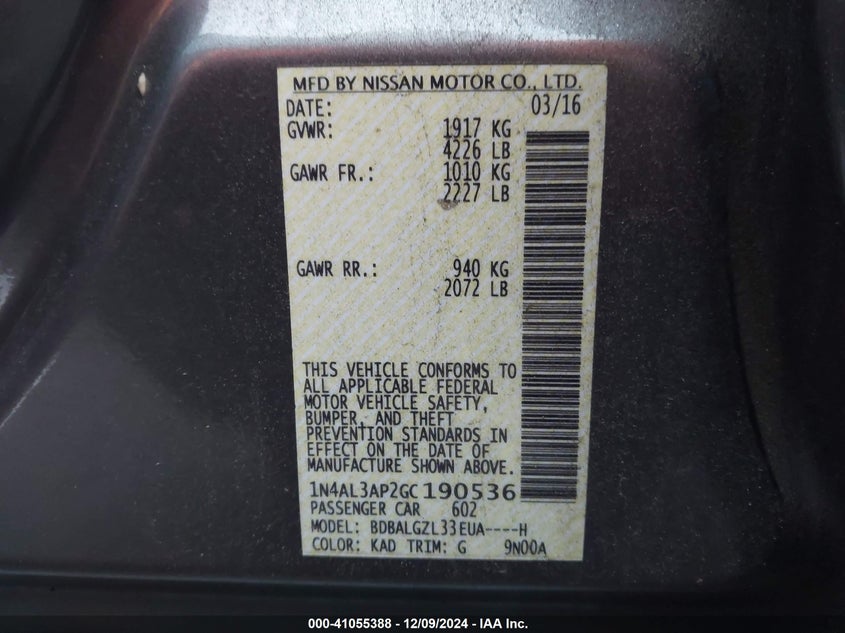 MFD BY NISSAN MOTOR CO., LTD.
DATE: 03/16
GVWR: 1917 KG
4226 LB
GAWR FR.: 1010 KG
2227 LB
GAWR RR.: 940 KG
2072 LB
THIS VEHICLE CONFORMS TO
ALL APPLICABLE FEDERAL
MOTOR VEHICLE SAFETY,
BUMPER, AND THEFT
PREVENTION STANDARDS IN
EFFECT ON THE DATE OF
MANUFACTURE SHOWN ABOVE.
1N4AL3AP2GC190536
PASSENGER CAR 602
MODEL: BDBALGZL33EUA----H
COLOR: KAD TRIM: G 9N00A
000-41055388 - 12/09/2024 - IAA Inc.